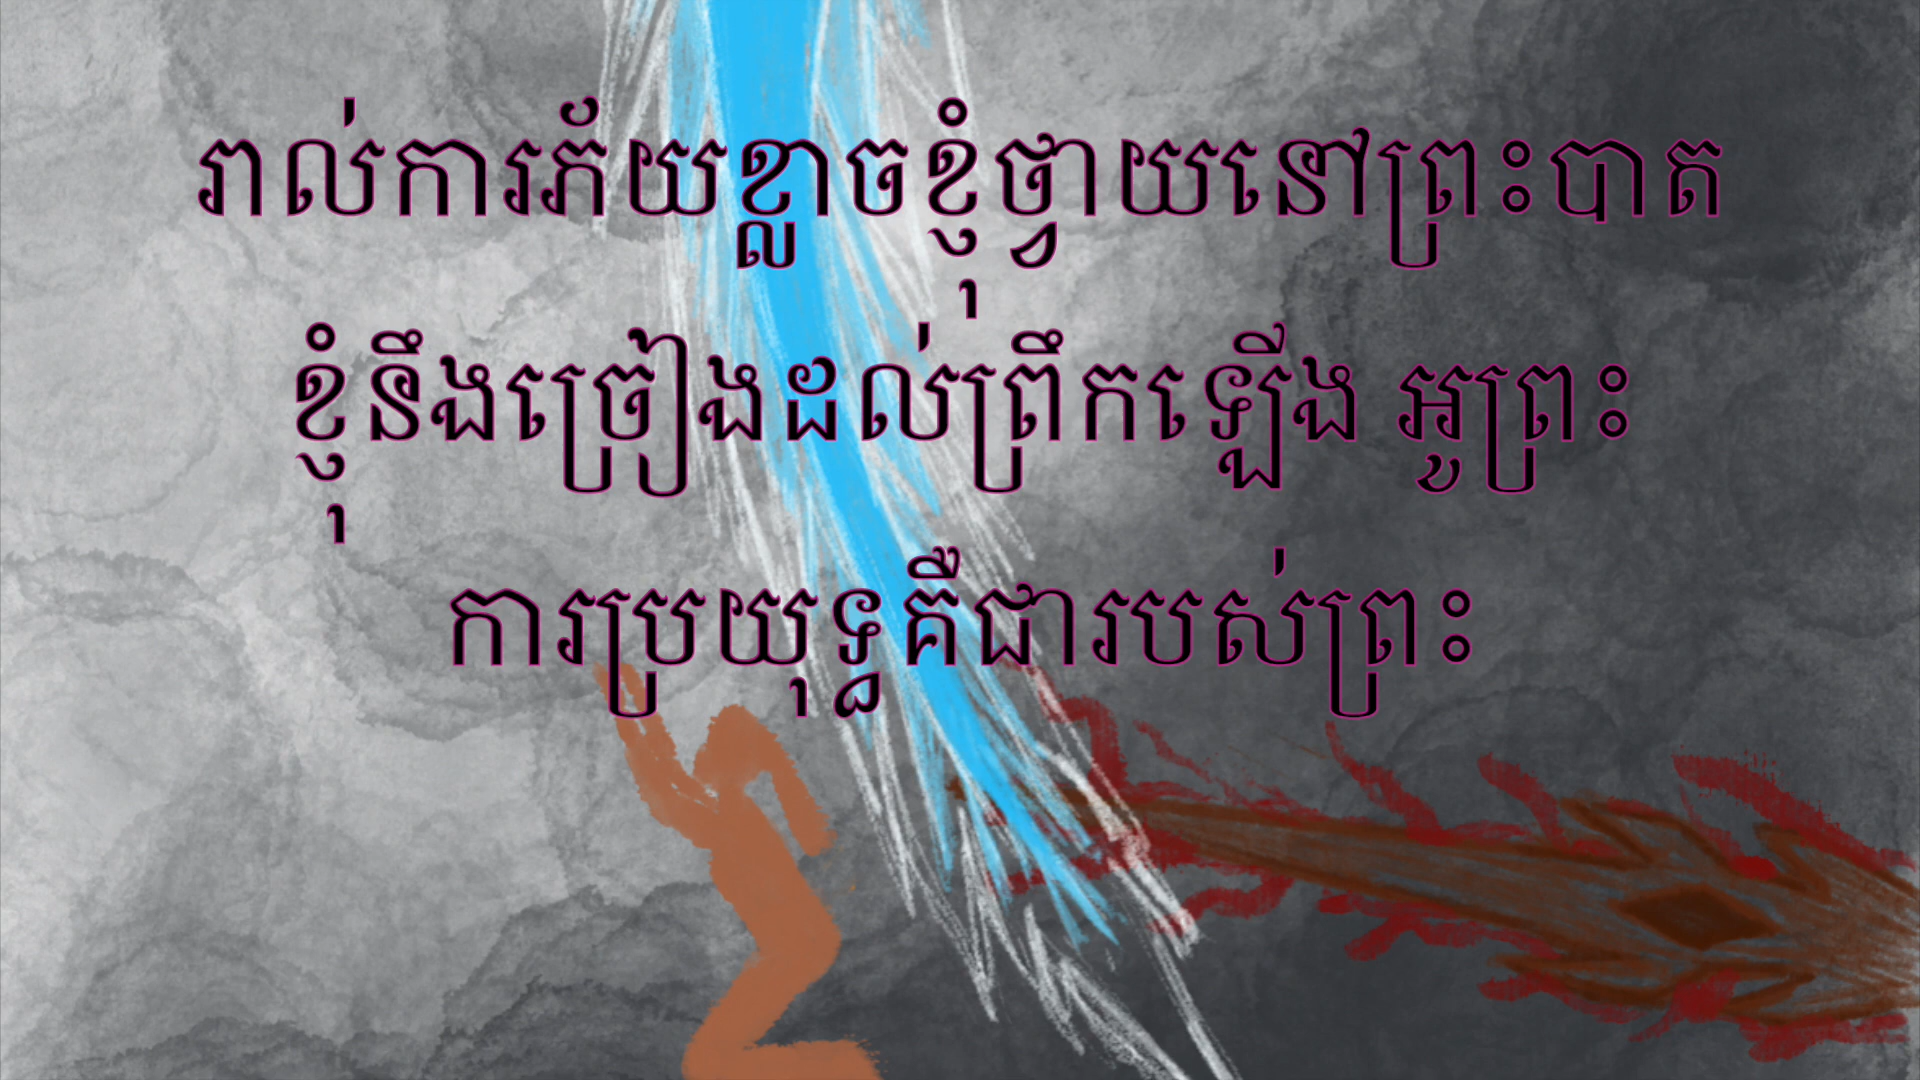 រាល់ការភ័យខ្លាចខ្ញុំថ្វាយនៅព្រះបាត
ខ្ញុំនឹងច្រៀងដល់ព្រឹកឡើង អូព្រះ
ការប្រយុទ្ធគឺជារបស់ព្រះ